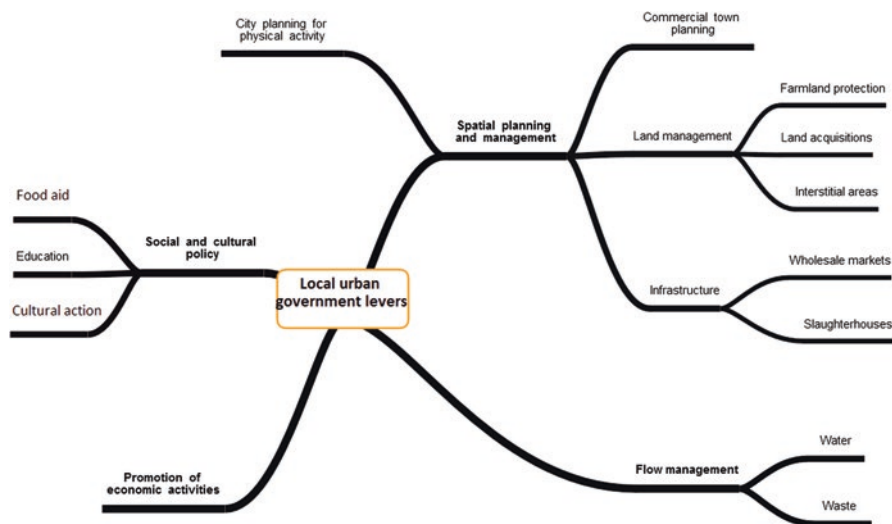 City planning for
physical activity
Commercial town
planning
Spatial planning
and management
Land management
Farmland protection
Land acquisitions
Interstitial areas
Infrastructure
Wholesale markets
Slaughterhouses
Food aid
Education
Cultural action
Social and cultural
policy
Local urban
government levers
Promotion of
economic activities
Flow management
Water
Waste